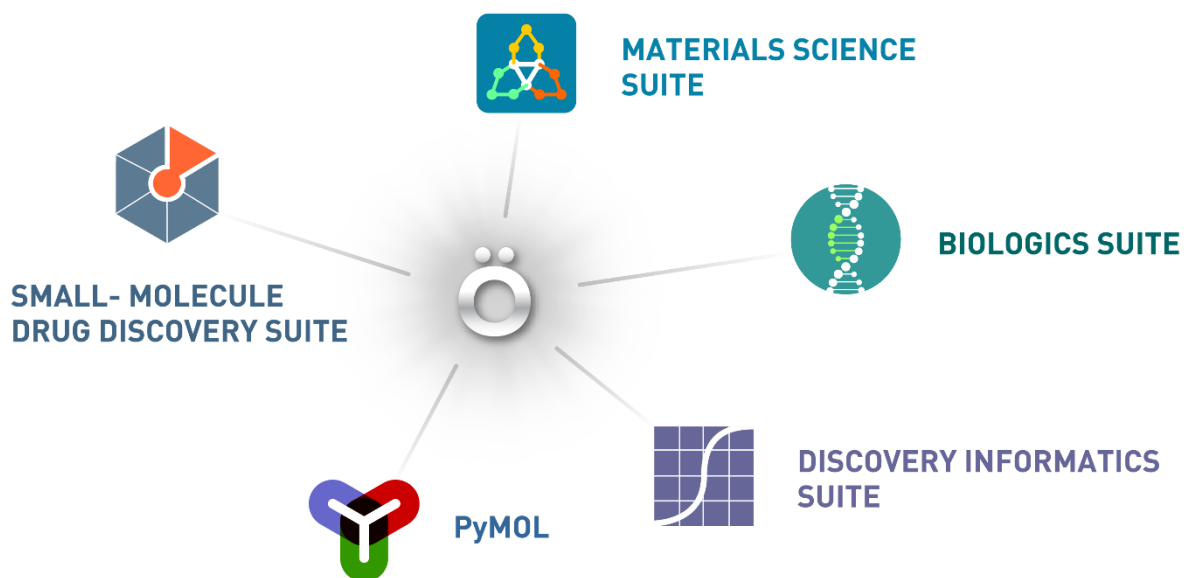 MATERIALS SCIENCE
SUITE
SMALL- MOLECULE
DRUG DISCOVERY SUITE
ö
BIOLOGICS SUITE
DISCOVERY INFORMATICS
SUITE
PyMOL